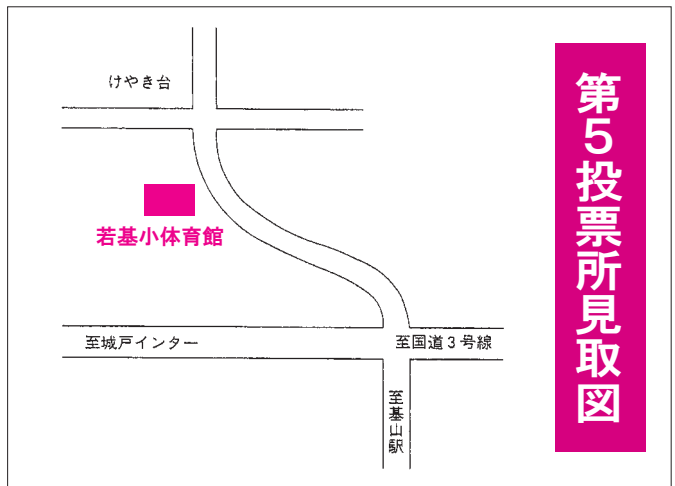 第5投票所見取図
けやき台
若基小体育館
至城戸インター
至国道3号線
至基山駅